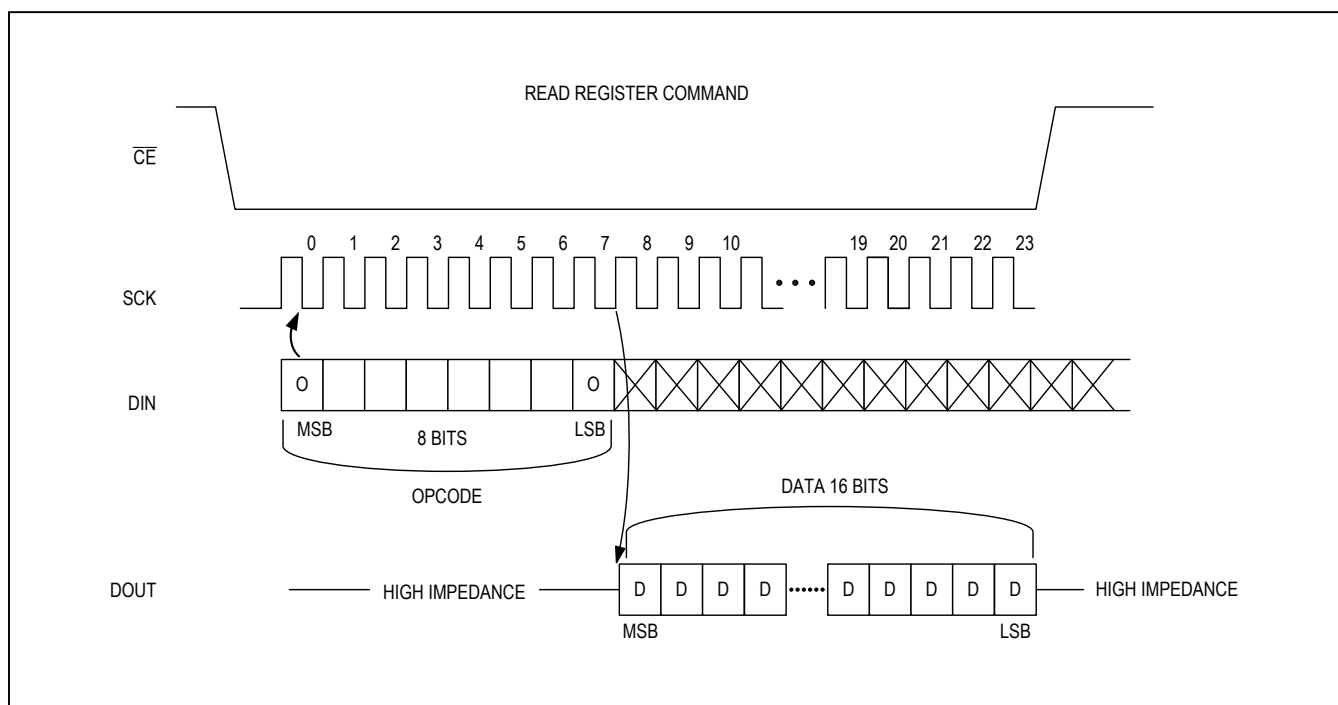 READ REGISTER COMMAND
CE
0 1 2 3 4 5 6 7 8 9 10 19 20 21 22 23
SCK
O O
DIN
MSB 8 BITS LSB
OPCODE
DATA 16 BITS
DOUT
HIGH IMPEDANCE
D D D D D D D D D
HIGH IMPEDANCE
MSB LSB